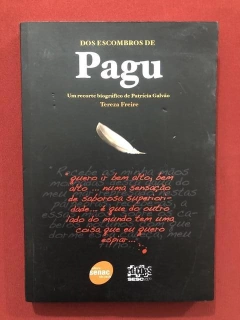 DOS ESCOMBROS DE
Pagu
Um recorte biográfico de Patrícia Galvão
Tereza Freire
"quero ir bem alto, bem
alto ... numa sensação
de saborosa superiori-
dade... é que do outro
lado do mundo tem uma
coisa que eu quero
espiar..."
senac
SESC SP